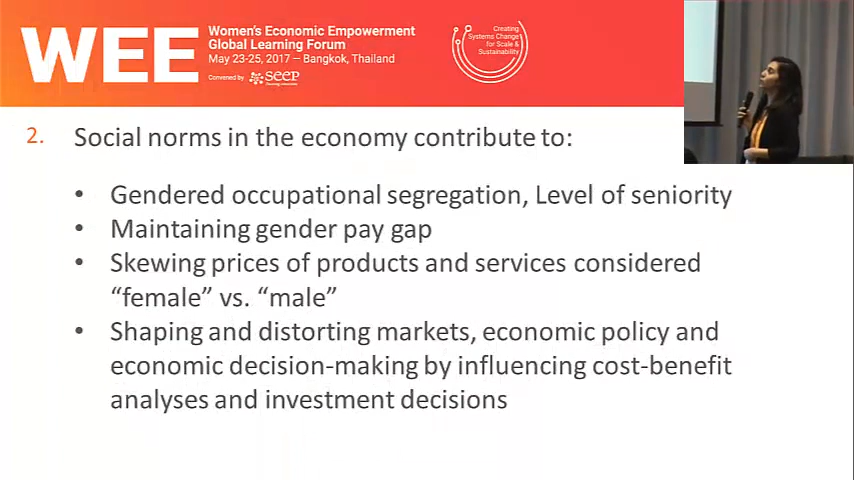 WEE
Women's Economic Empowerment
Global Learning Forum
May 23-25, 2017 – Bangkok, Thailand
Convened by SEEP
Creating
Systems Change
for Scale &
Sustainability
2. Social norms in the economy contribute to:
• Gendered occupational segregation, Level of seniority
• Maintaining gender pay gap
• Skewing prices of products and services considered
“female” vs. “male”
• Shaping and distorting markets, economic policy and
economic decision-making by influencing cost-benefit
analyses and investment decisions